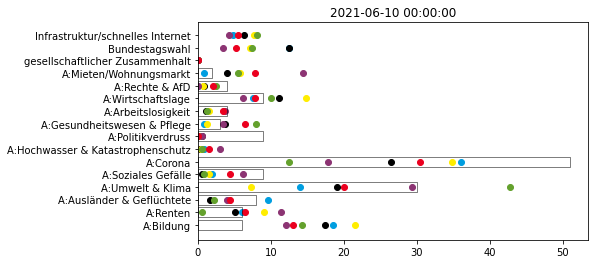 2021-06-10 00:00:00
Infrastruktur/schnelles Internet
Bundestagswahl
gesellschaftlicher Zusammenhalt
A:Mieten/Wohnungsmarkt
A:Rechte & AfD
A:Wirtschaftslage
A:Arbeitslosigkeit
A:Gesundheitswesen & Pflege
A:Politikverdruss
A:Hochwasser & Katastrophenschutz
A:Corona
A:Soziales Gefälle
A:Umwelt & Klima
A:Ausländer & Geflüchtete
A:Renten
A:Bildung
0 10 20 30 40 50